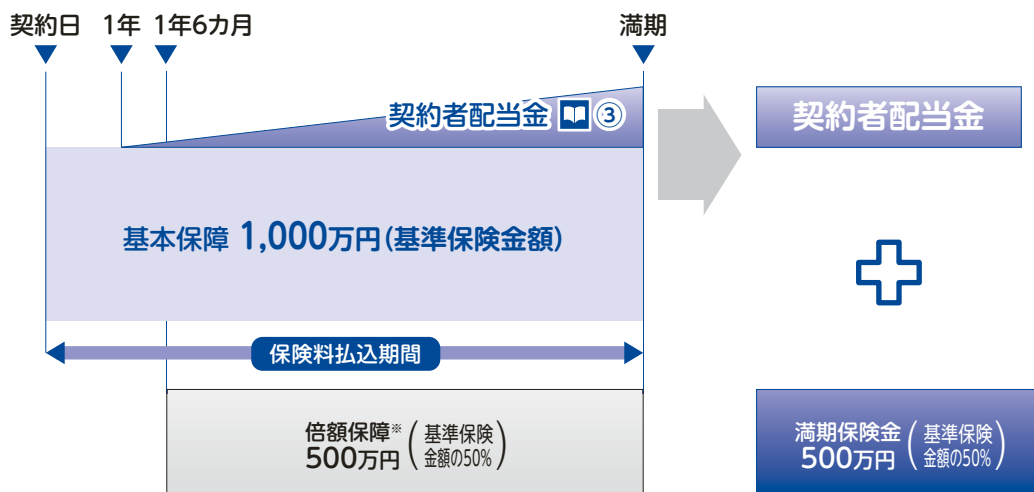 契約日 1年 1年6カ月 満期
契約者配当金 ③
契約者配当金
基本保障 1,000万円(基準保険金額)
保険料払込期間
倍額保障※
500万円
(基準保険
金額の50%)
満期保険金
500万円
(基準保険
金額の50%)